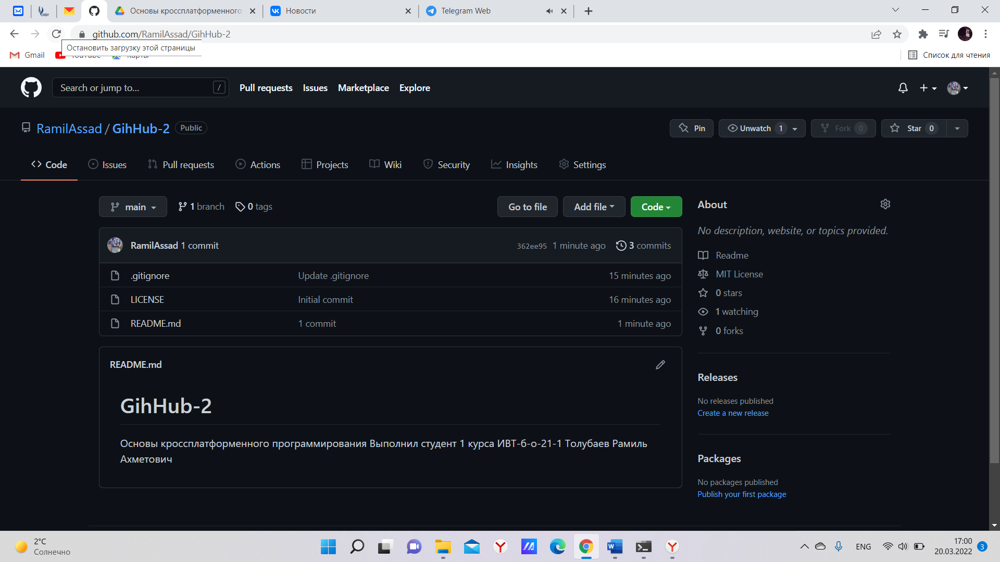 Основы кроссплатформенного
Новости
Telegram Web
github.com/RamilAssad/GihHub-2
Остановить загрузку этой страницы
Gmail
Список для чтения
Search or jump to...
/
Pull requests
Issues
Marketplace
Explore
RamilAssad / GihHub-2
Public
Pin
Unwatch 1
Fork 0
Star 0
Code
Issues
Pull requests
Actions
Projects
Wiki
Security
Insights
Settings
main
1 branch
0 tags
Go to file
Add file
Code
RamilAssad 1 commit
362ee95 1 minute ago
3 commits
.gitignore
Update .gitignore
15 minutes ago
LICENSE
Initial commit
16 minutes ago
README.md
1 commit
1 minute ago
README.md
GihHub-2
Основы кроссплатформенного программирования Выполнил студент 1 курса ИВТ-б-о-21-1 Толубаев Рамиль
Ахметович
About
No description, website, or topics provided.
Readme
MIT License
0 stars
1 watching
0 forks
Releases
No releases published
Create a new release
Packages
No packages published
Publish your first package
2°C
Солнечно
ENG
17:00
20.03.2022
3